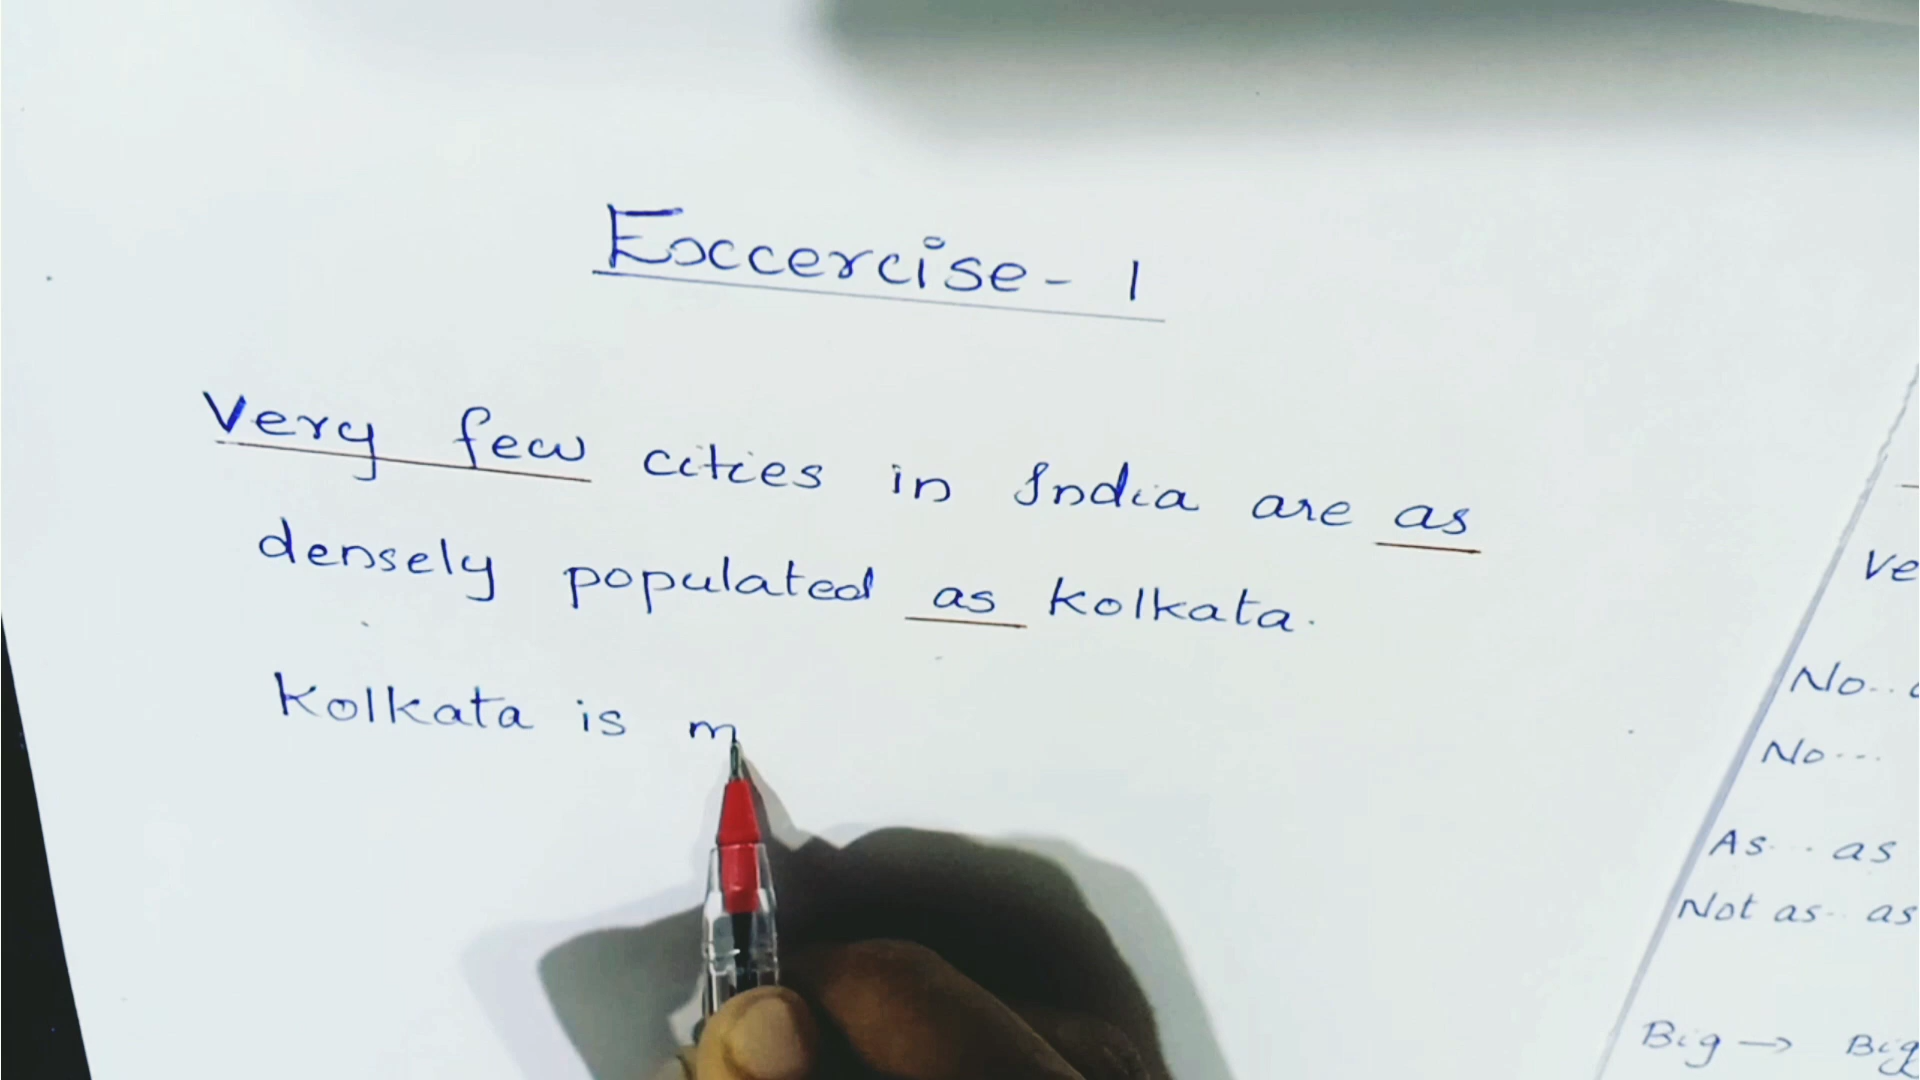 Exccercise - 1
Very few cities in India are as
densely populated as Kolkata.
Kolkata is m
No..
No...
As... as
Not as.. as
Big → Big